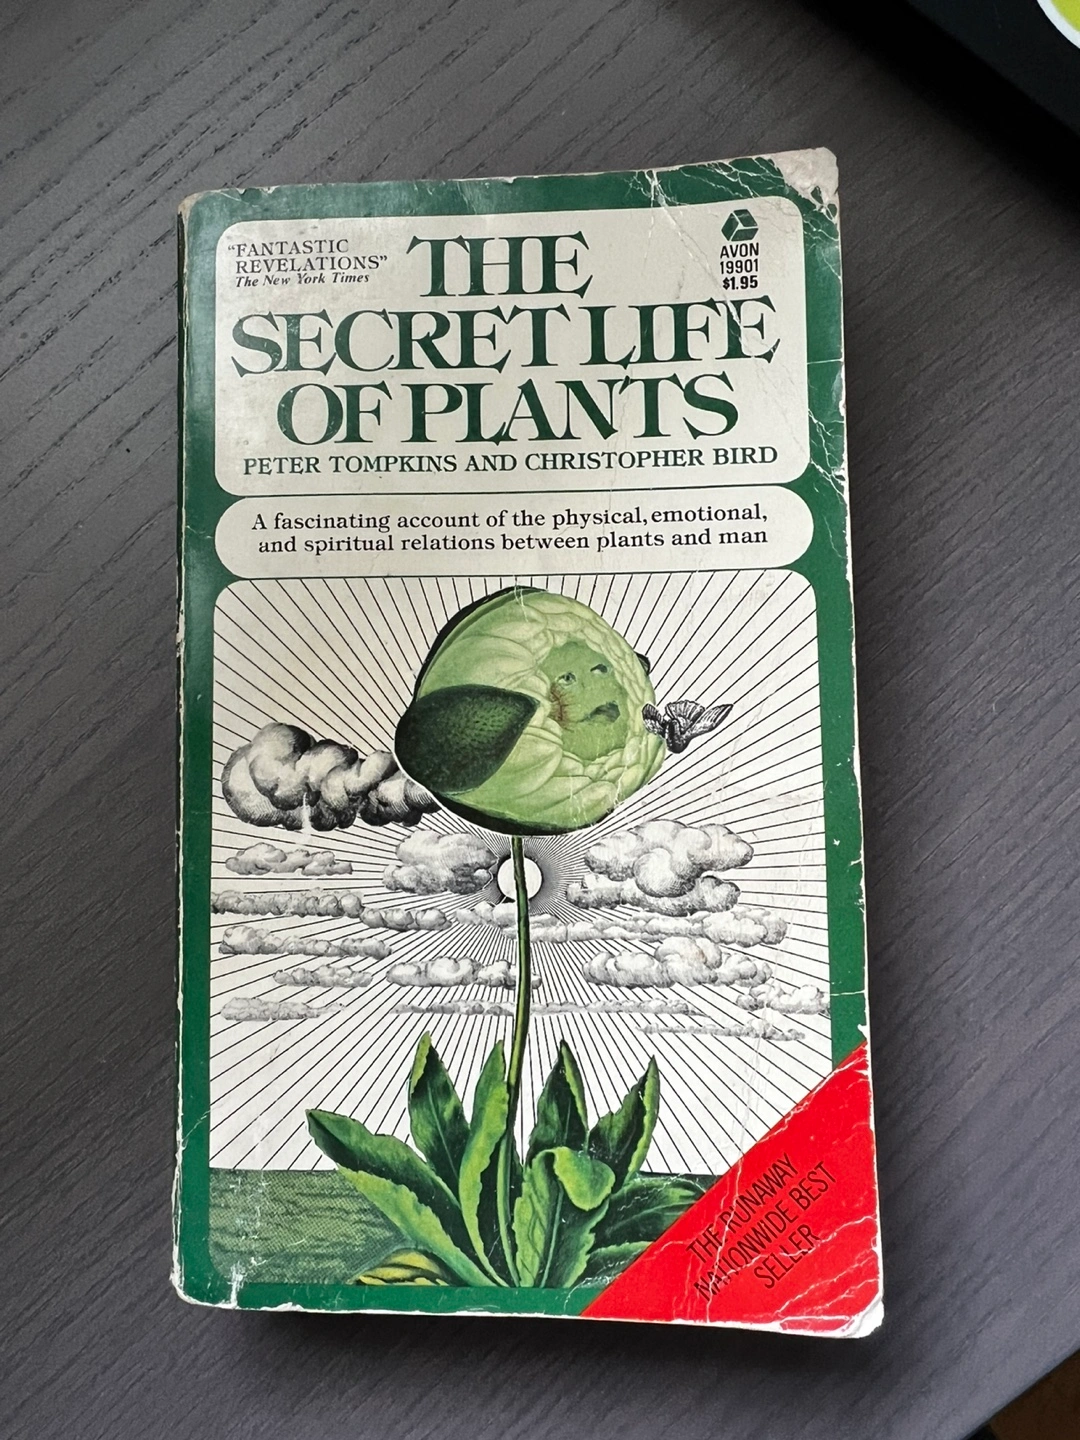 "FANTASTIC
REVELATIONS"
The New York Times
THE
SECRET LIFE
OF PLANTS
AVON
19901
$1.95
PETER TOMPKINS AND CHRISTOPHER BIRD
A fascinating account of the physical, emotional,
and spiritual relations between plants and man
THE RUNAWAY
NATIONWIDE BEST
SELLER